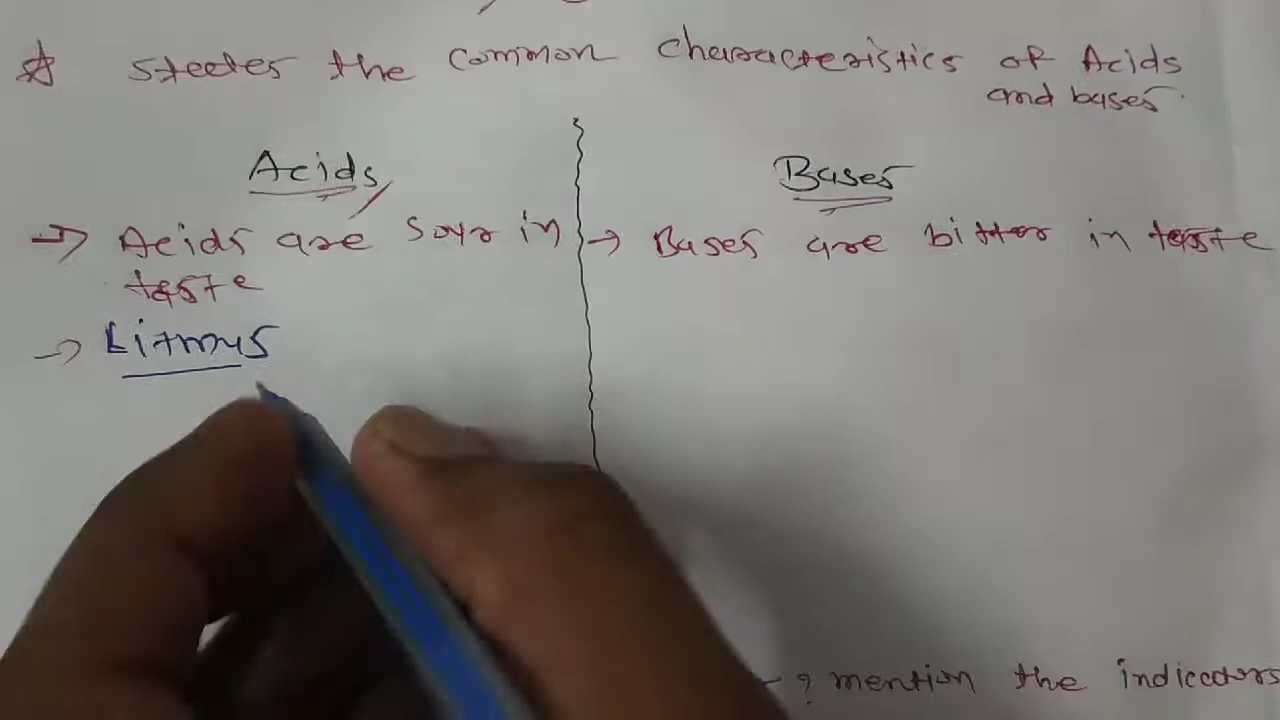 ☆ States the common characteristics of Acids
and bases.
Acids
Bases
→ Acids are sour in
taste
→ Bases are bitter in taste
→ Litmus
? mention the indicators